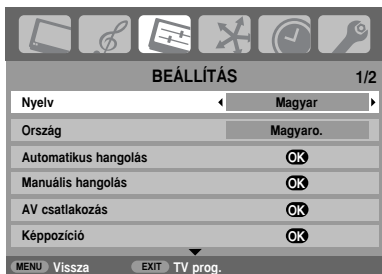 BEÁLLÍTÁS 1/2
Nyelv Magyar
Ország Magyaro.
Automatikus hangolás OK
Manuális hangolás OK
AV csatlakozás OK
Képpozíció OK
MENU Vissza EXIT TV prog.